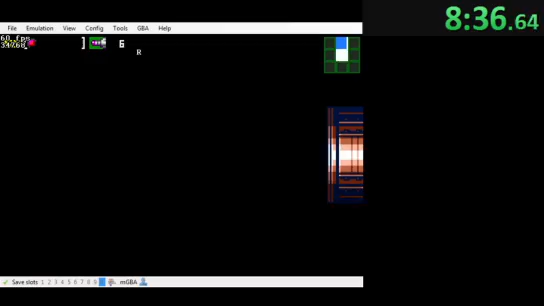 8:36.64
File Emulation View Config Tools GBA Help
60 fps
6
R
Save slots 1 2 3 4 5 6 7 8 9 mGBA